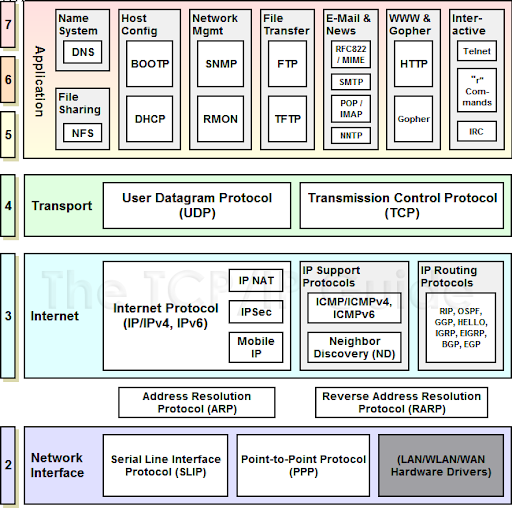 7
6
5
Application
Name
System
DNS
File
Sharing
NFS
Host
Config
BOOTP
DHCP
Network
Mgmt
SNMP
RMON
File
Transfer
FTP
TFTP
E-Mail &
News
RFC822
/ MIME
SMTP
POP /
IMAP
NNTP
WWW &
Gopher
HTTP
Gopher
Inter-
active
Telnet
"r"
Com-
mands
IRC
4
Transport
User Datagram Protocol
(UDP)
Transmission Control Protocol
(TCP)
The TCP/IP Guide
3
Internet
Internet Protocol
(IP/IPv4, IPv6)
IP NAT
IPSec
Mobile
IP
IP Support
Protocols
ICMP/ICMPv4,
ICMPv6
Neighbor
Discovery (ND)
IP Routing
Protocols
RIP, OSPF,
GGP, HELLO,
IGRP, EIGRP,
BGP, EGP
Address Resolution
Protocol (ARP)
Reverse Address Resolution
Protocol (RARP)
2
Network
Interface
Serial Line Interface
Protocol (SLIP)
Point-to-Point Protocol
(PPP)
(LAN/WLAN/WAN
Hardware Drivers)